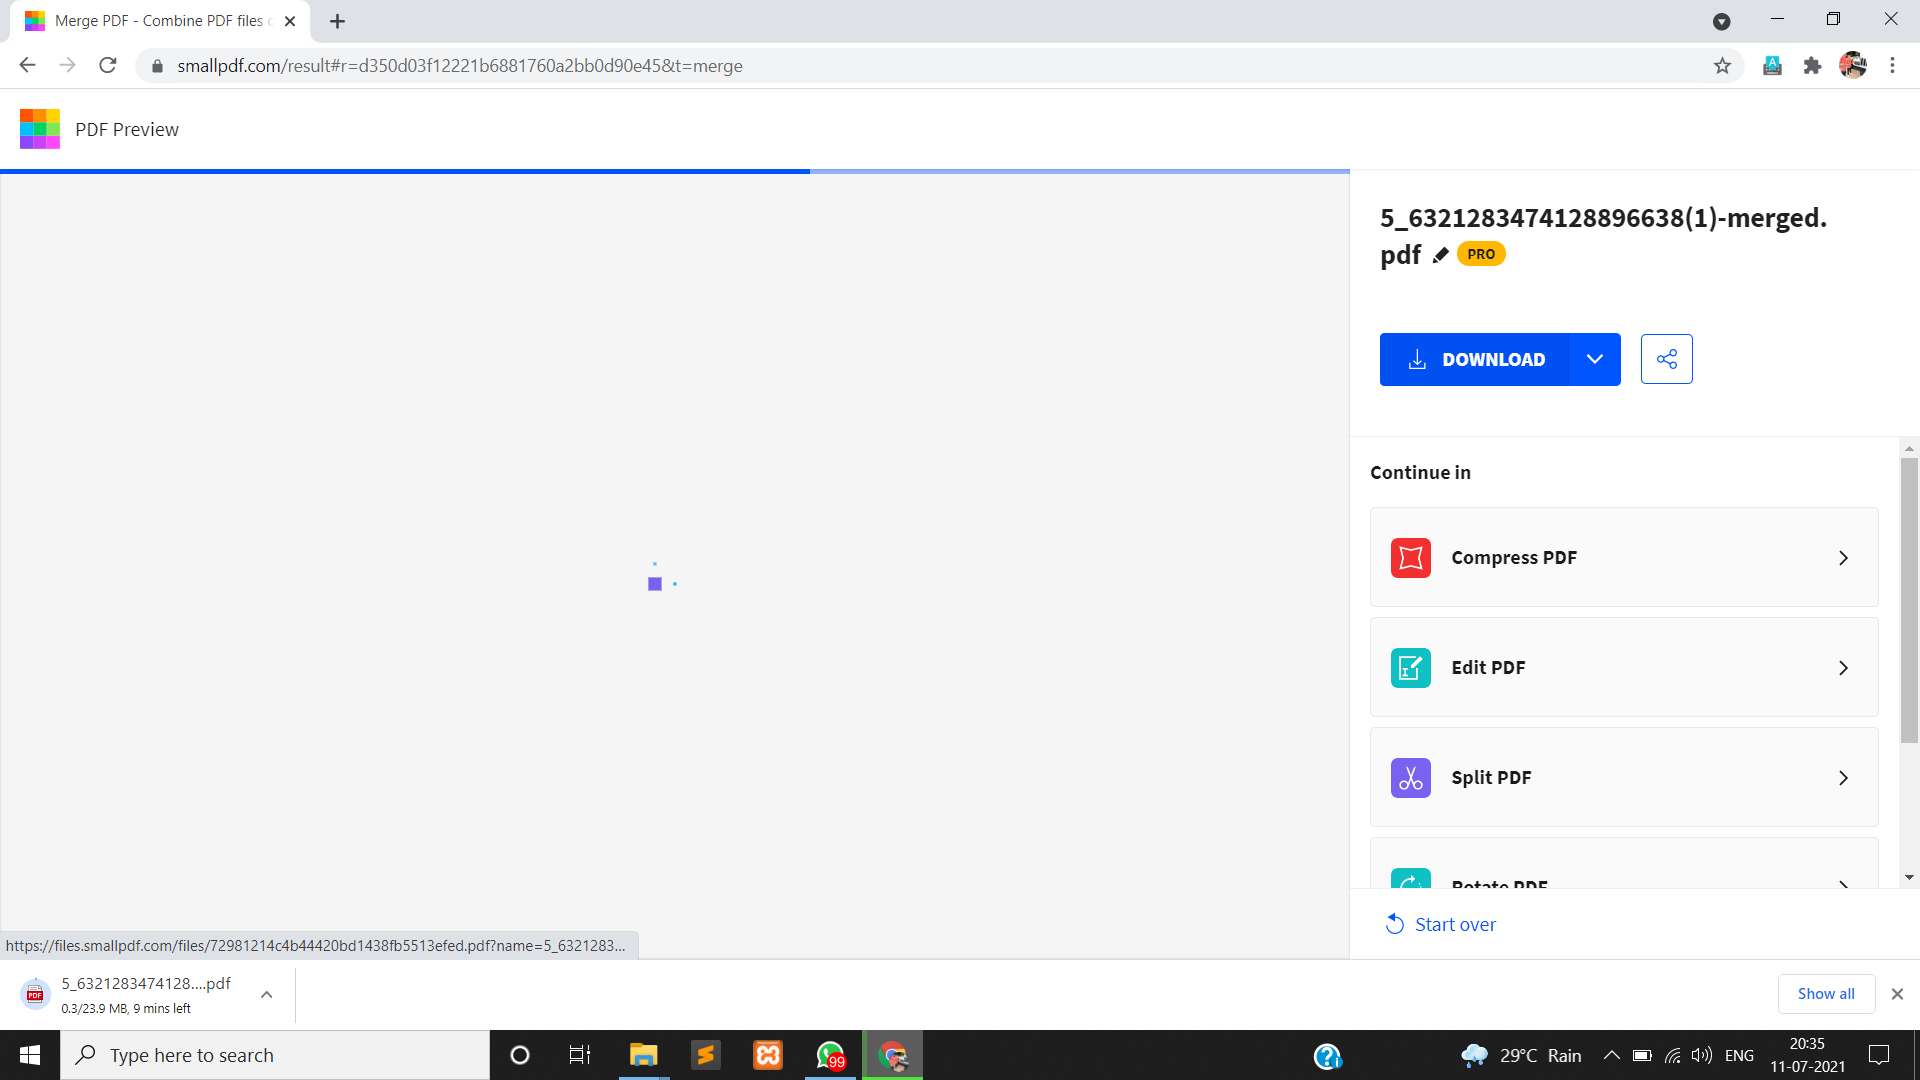 Merge PDF - Combine PDF files
smallpdf.com/result#r=d350d03f12221b6881760a2bb0d90e45&t=merge
PDF Preview
5_6321283474128896638(1)-merged.
pdf PRO
DOWNLOAD
Continue in
Compress PDF
Edit PDF
Split PDF
Rotate PDF
Start over
https://files.smallpdf.com/files/72981214c4b44420bd1438fb5513efed.pdf?name=5_6321283...
5_6321283474128....pdf
0.3/23.9 MB, 9 mins left
Show all
Type here to search
99
29°C Rain
ENG
20:35
11-07-2021